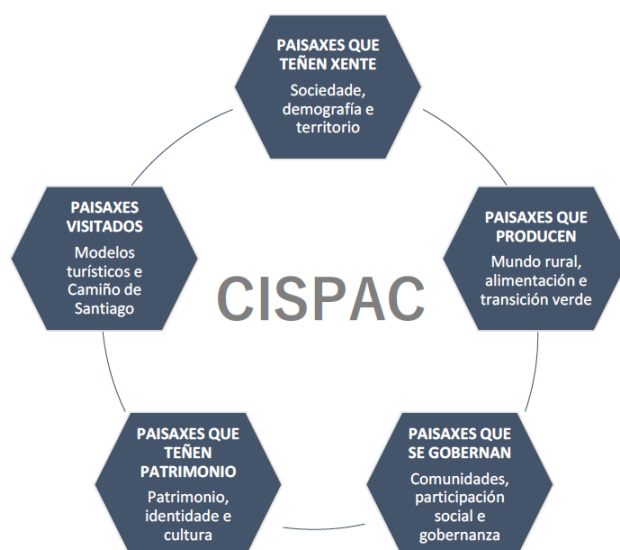 PAISAXES QUE
TEÑEN XENTE
Sociedade,
demografía e
territorio
PAISAXES
VISITADOS
Modelos
turísticos e
Camiño de
Santiago
PAISAXES QUE
PRODUCEN
Mundo rural,
alimentación e
transición verde
CISPAC
PAISAXES QUE
TEÑEN
PATRIMONIO
Patrimonio,
identidade e
cultura
PAISAXES QUE
SE GOBERNAN
Comunidades,
participación
social e
gobernanza